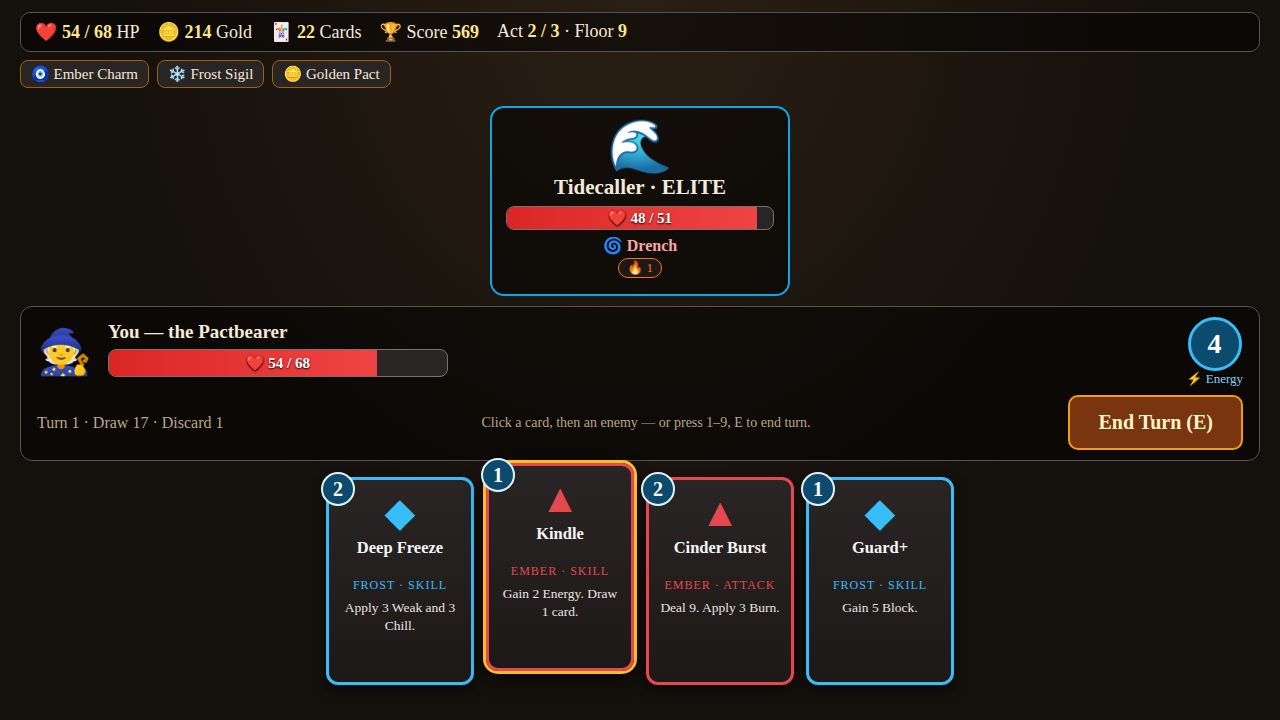 ❤️ 54 / 68 HP 🪙 214 Gold 🃏 22 Cards 🏆 Score 569 Act 2 / 3 · Floor 9
🧿 Ember Charm ❄️ Frost Sigil 🪙 Golden Pact
Tidecaller · ELITE
❤️ 48 / 51
🌀 Drench
🔥 1
You — the Pactbearer
❤️ 54 / 68
4
⚡ Energy
Turn 1 · Draw 17 · Discard 1
Click a card, then an enemy — or press 1–9, E to end turn.
End Turn (E)
2
Deep Freeze
FROST · SKILL
Apply 3 Weak and 3
Chill.
1
Kindle
EMBER · SKILL
Gain 2 Energy. Draw
1 card.
2
Cinder Burst
EMBER · ATTACK
Deal 9. Apply 3 Burn.
1
Guard+
FROST · SKILL
Gain 5 Block.